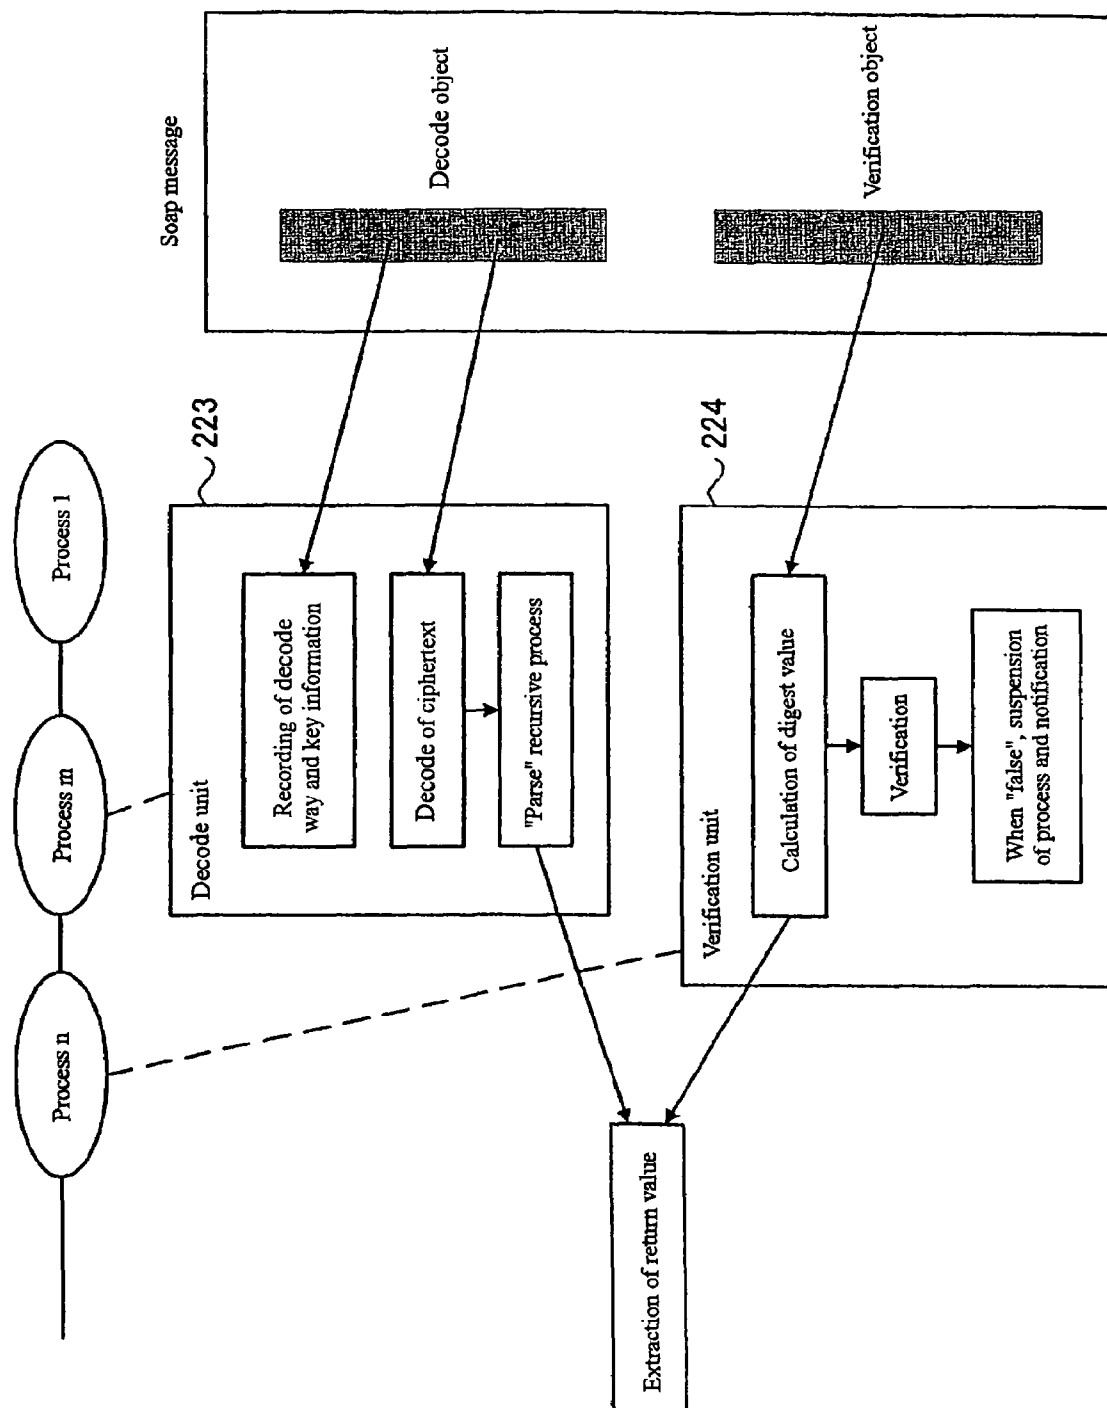 Soap message
Decode object
Verification object
Process 1
Process m
Process n
223
Decode unit
Recording of decode
way and key information
Decode of ciphertext
"Parse" recursive process
224
Verification unit
Calculation of digest value
Verification
When "false", suspension
of process and notification
Extraction of return value